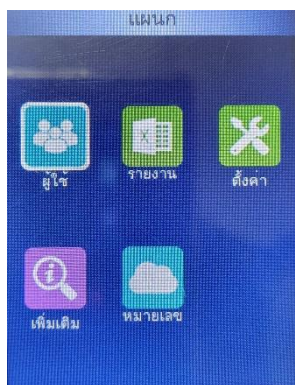 แผนก
ผู้ใช้ รายงาน ตั้งค่า
เพิ่มเติม หมายเลข